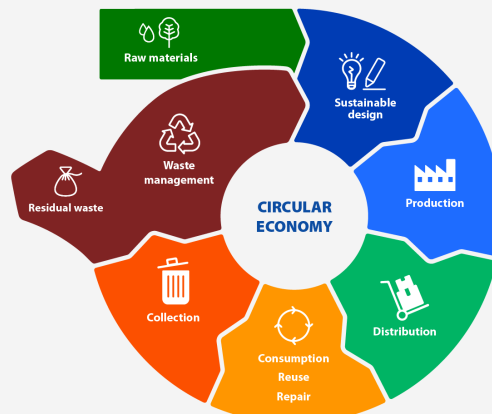 Raw materials
Sustainable
design
Production
Distribution
Consumption
Reuse
Repair
Collection
Waste
management
Residual waste
CIRCULAR
ECONOMY